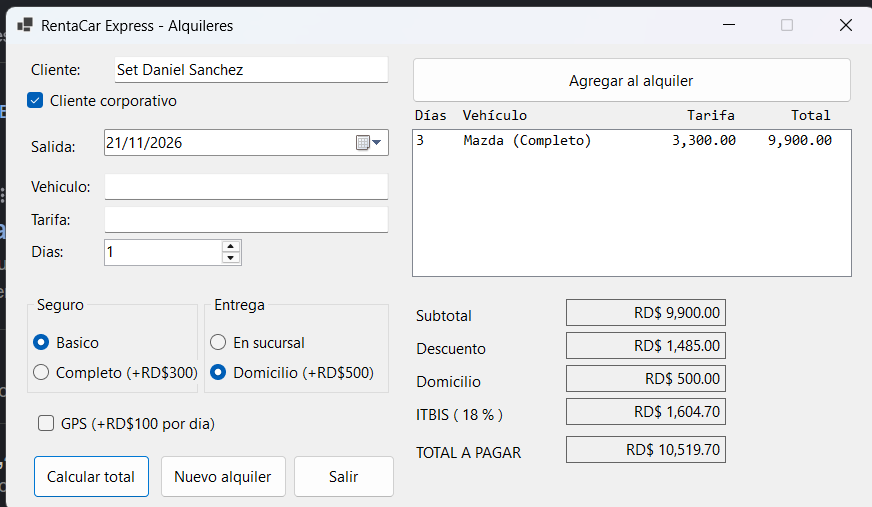 RentaCar Express - Alquileres
Cliente: Set Daniel Sanchez
Cliente corporativo
Salida: 21/11/2026
Vehiculo:
Tarifa:
Dias: 1
Seguro
Basico
Completo (+RD$300)
Entrega
En sucursal
Domicilio (+RD$500)
GPS (+RD$100 por dia)
Calcular total
Nuevo alquiler
Salir
Agregar al alquiler
Días Vehículo Tarifa Total
3 Mazda (Completo) 3,300.00 9,900.00
Subtotal RD$ 9,900.00
Descuento RD$ 1,485.00
Domicilio RD$ 500.00
ITBIS ( 18 % ) RD$ 1,604.70
TOTAL A PAGAR RD$ 10,519.70